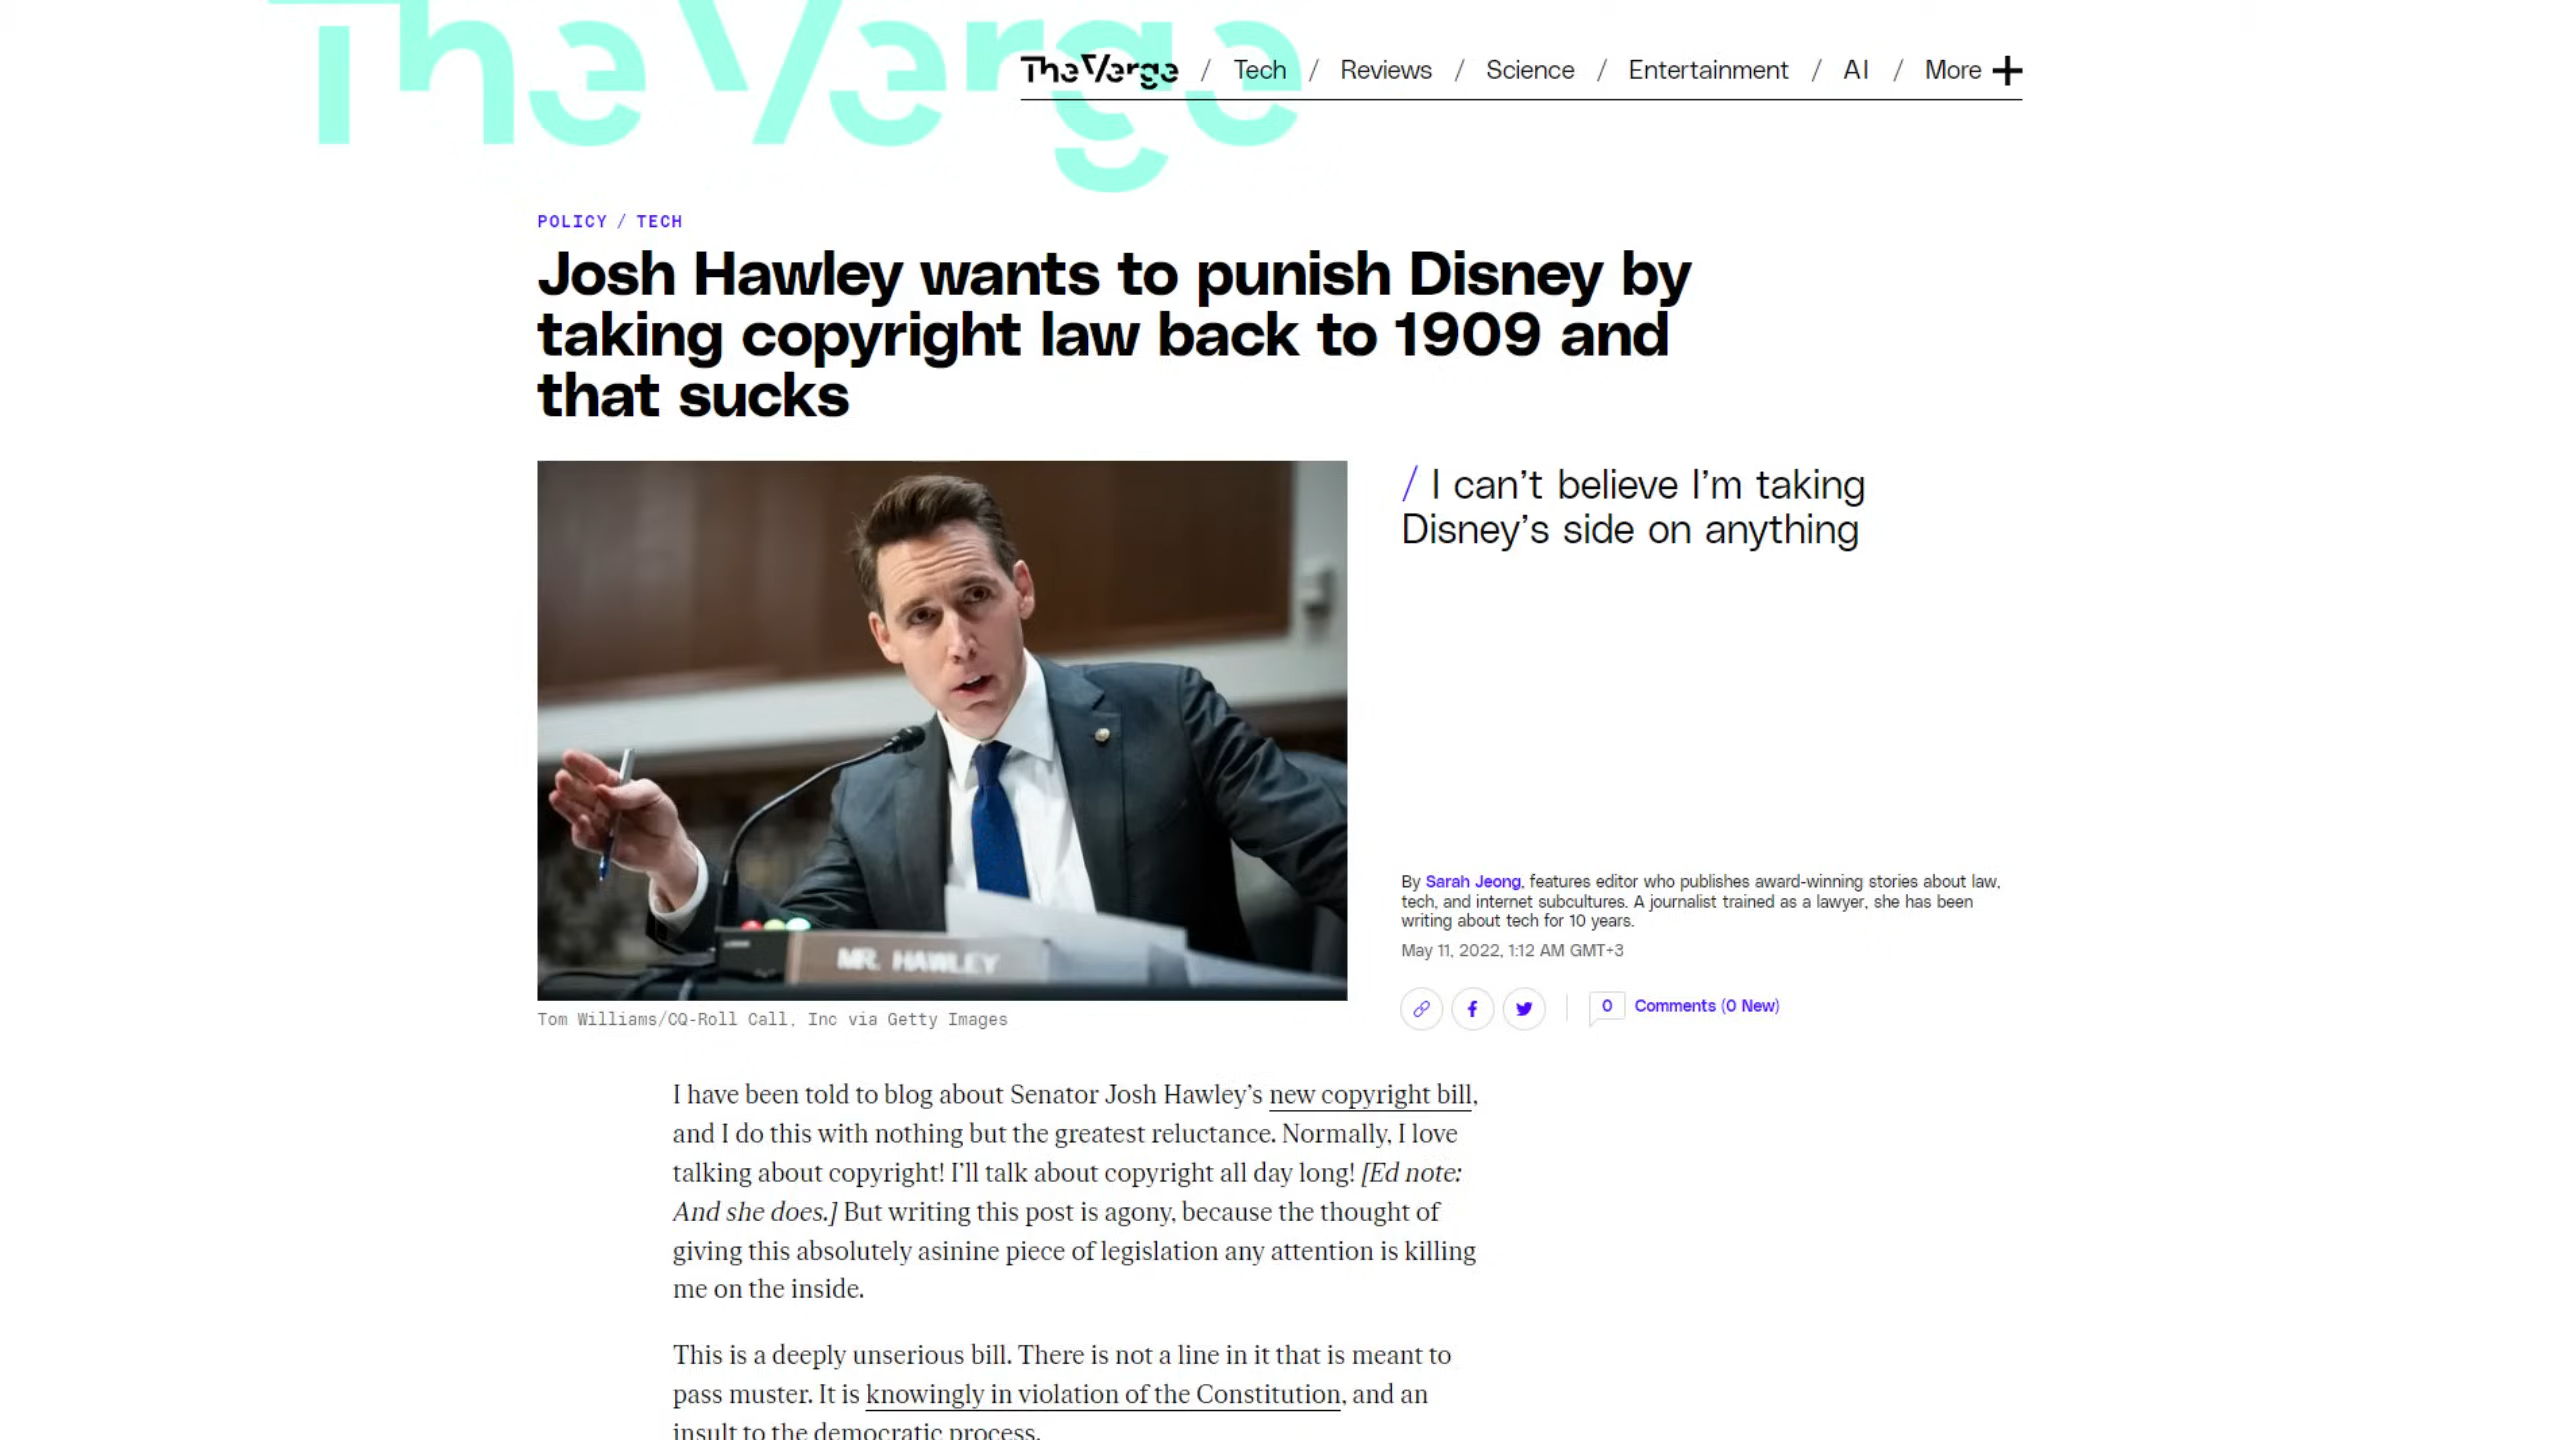 The Verge
The Verge / Tech / Reviews / Science / Entertainment / AI / More
POLICY / TECH
Josh Hawley wants to punish Disney by
taking copyright law back to 1909 and
that sucks
/ I can’t believe I’m taking
Disney’s side on anything
MR. HAWLEY
By Sarah Jeong, features editor who publishes award-winning stories about law,
tech, and internet subcultures. A journalist trained as a lawyer, she has been
writing about tech for 10 years.
May 11, 2022, 1:12 AM GMT+3
0 Comments (0 New)
Tom Williams/CQ-Roll Call, Inc via Getty Images
I have been told to blog about Senator Josh Hawley’s new copyright bill,
and I do this with nothing but the greatest reluctance. Normally, I love
talking about copyright! I’ll talk about copyright all day long! [Ed note:
And she does.] But writing this post is agony, because the thought of
giving this absolutely asinine piece of legislation any attention is killing
me on the inside.
This is a deeply unserious bill. There is not a line in it that is meant to
pass muster. It is knowingly in violation of the Constitution, and an
insult to the democratic process.